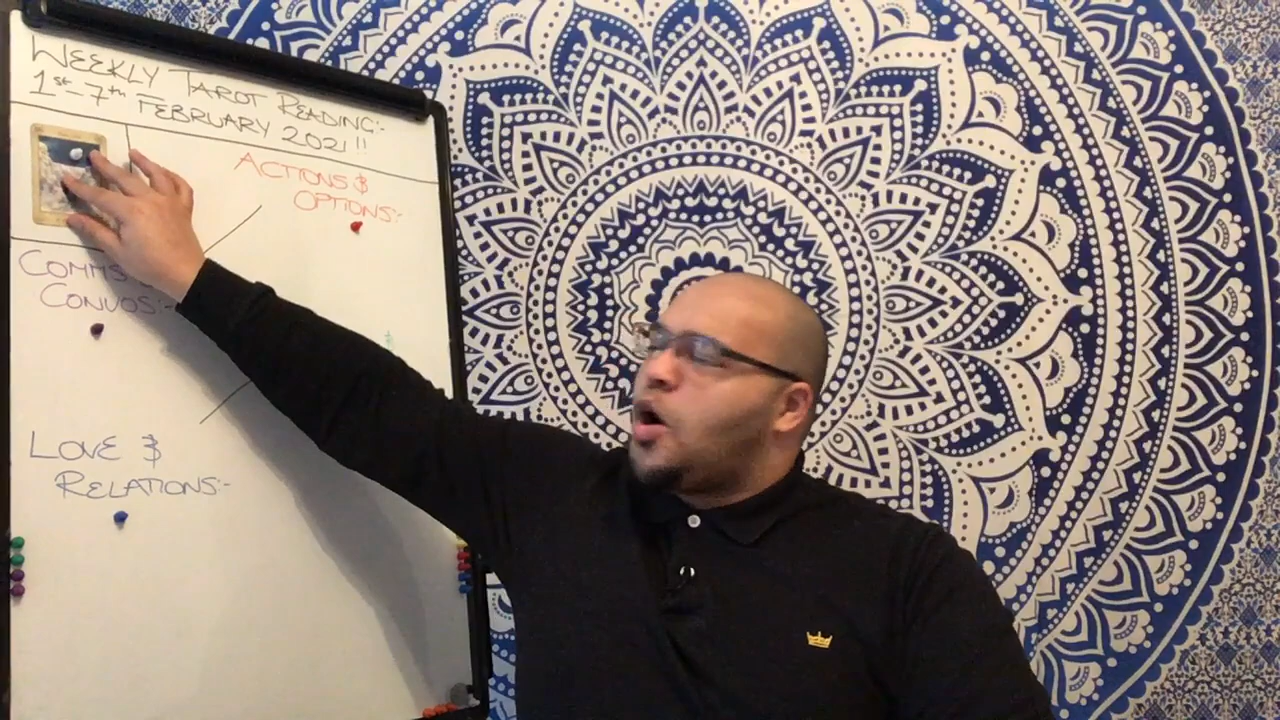 WEEKLY TAROT READING:-
1st-7th FEBRUARY 2021!!
ACTIONS &
OPTIONS:-
COMMS
CONVOS:-
LOVE &
RELATIONS:-